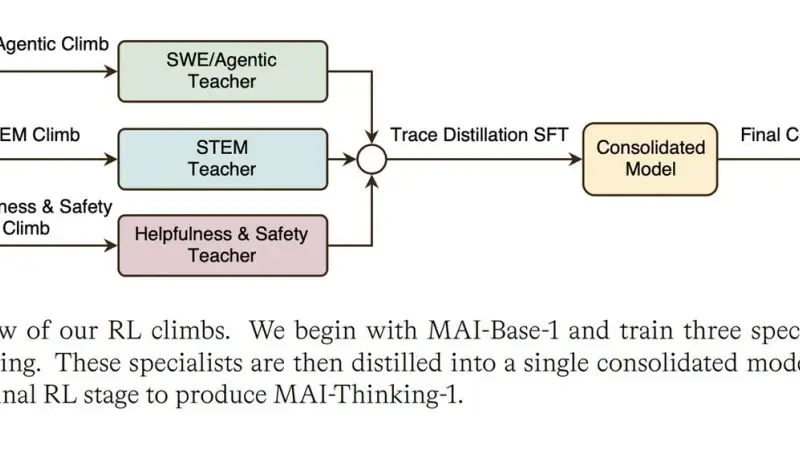 Agentic Climb
SWE/Agentic
Teacher
EM Climb
STEM
Teacher
Trace Distillation SFT
Consolidated
Model
Final C
ness & Safety
Climb
Helpfulness & Safety
Teacher
w of our RL climbs. We begin with MAI-Base-1 and train three spec
ing. These specialists are then distilled into a single consolidated mode
inal RL stage to produce MAI-Thinking-1.